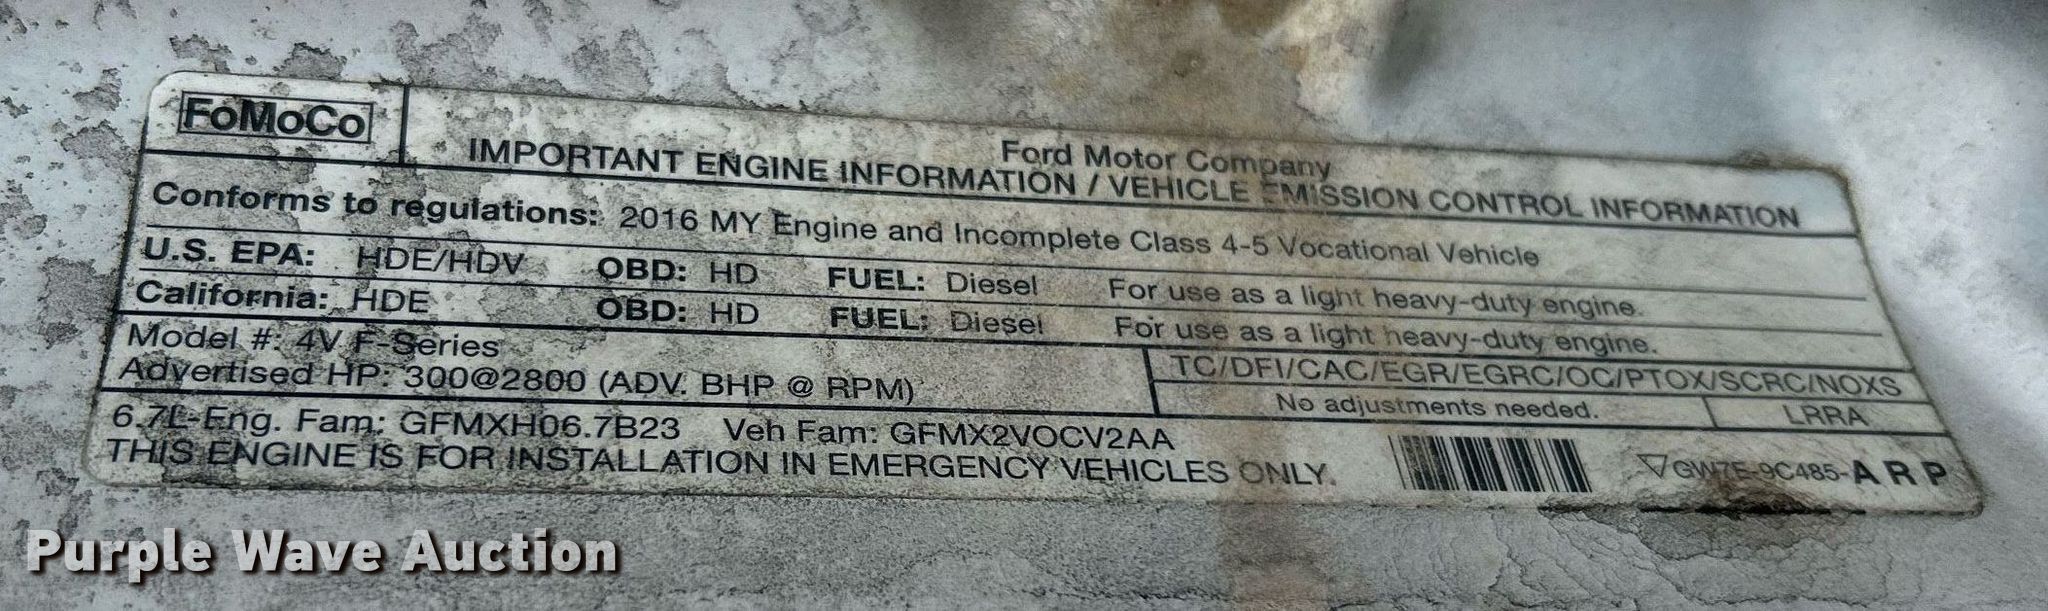 FoMoCo
Ford Motor Company
IMPORTANT ENGINE INFORMATION / VEHICLE EMISSION CONTROL INFORMATION
Conforms to regulations: 2016 MY Engine and Incomplete Class 4-5 Vocational Vehicle
U.S. EPA: HDE/HDV OBD: HD FUEL: Diesel For use as a light heavy-duty engine.
California: HDE OBD: HD FUEL: Diesel For use as a light heavy-duty engine.
Model #: 4V F-Series
Advertised HP: 300@2800 (ADV. BHP @ RPM)
TC/DFI/CAC/EGR/EGRC/OC/PTOX/SCRC/NOXS
No adjustments needed. LRRA
6.7L-Eng. Fam: GFMXH06.7B23 Veh Fam: GFMX2VOCV2AA
THIS ENGINE IS FOR INSTALLATION IN EMERGENCY VEHICLES ONLY.
GW7E-9C485-A R P
Purple Wave Auction